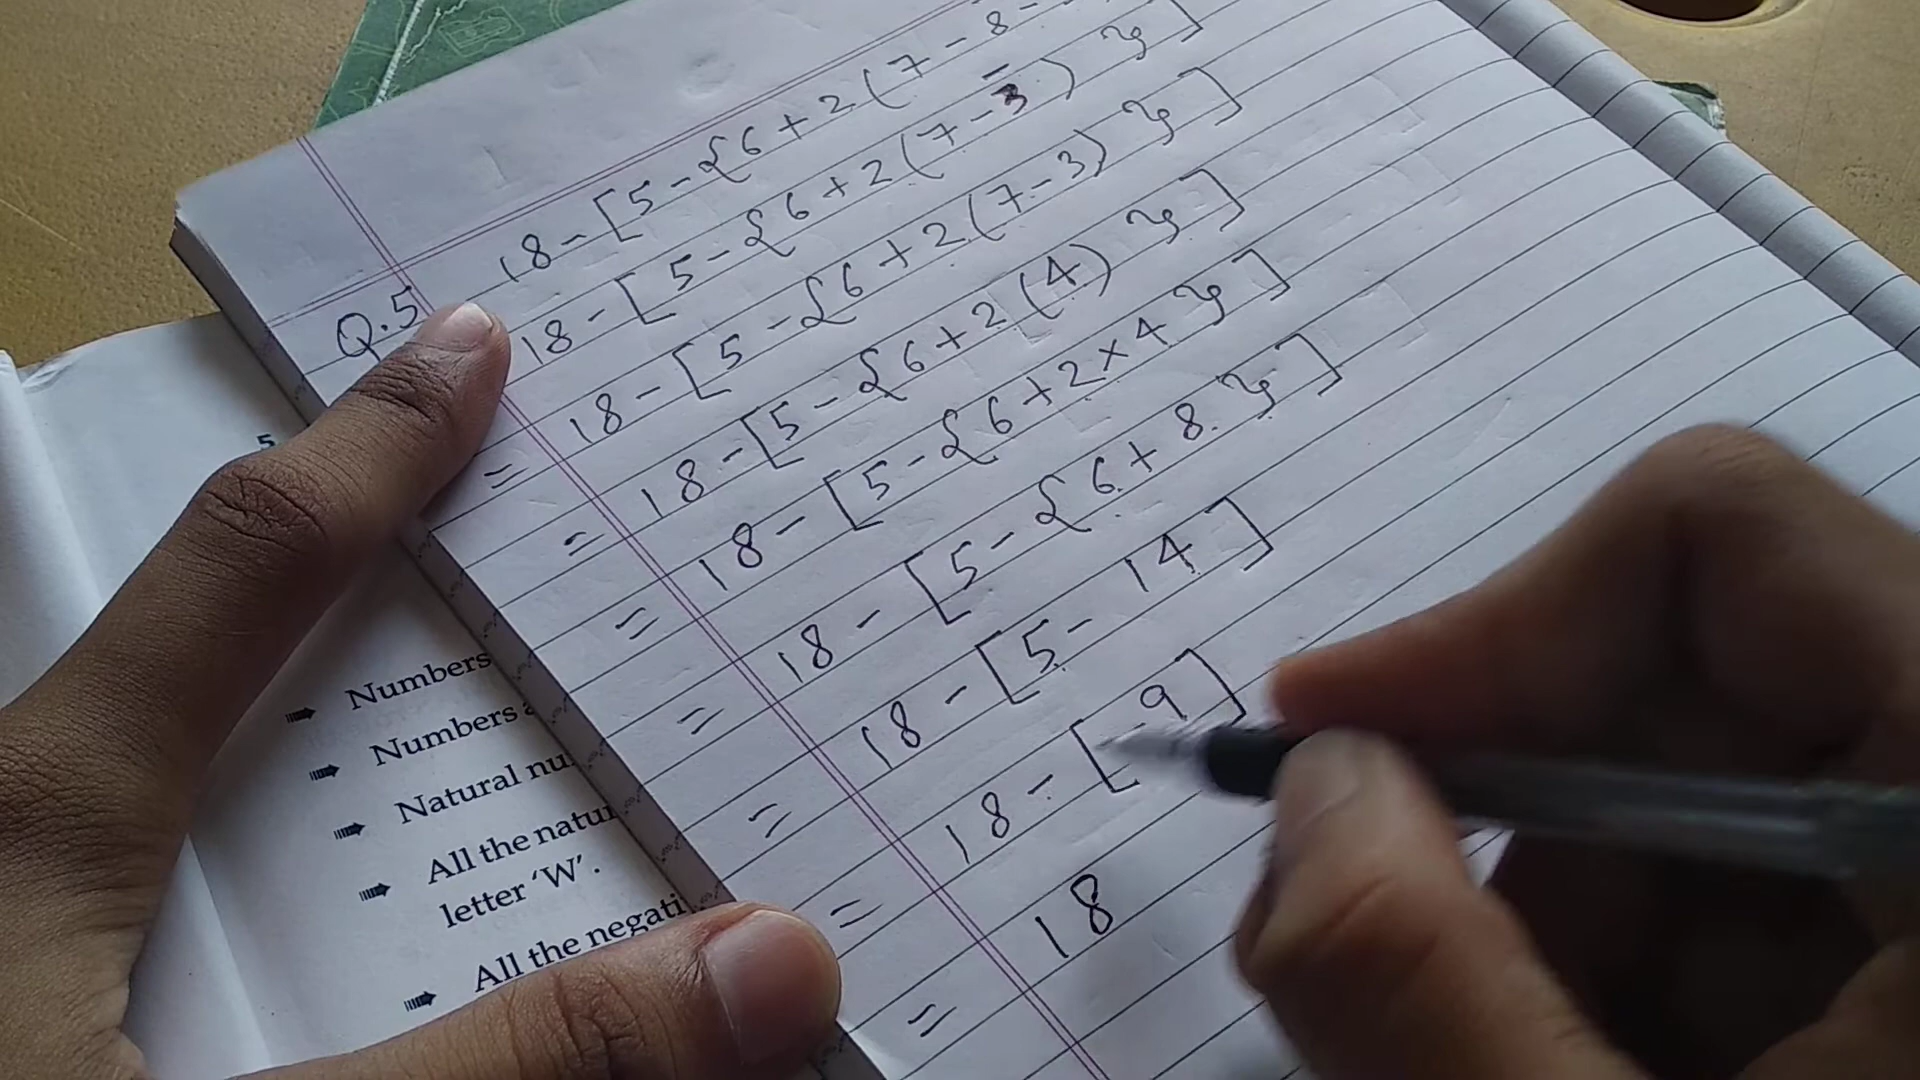 Q.5 18 - [5 - {6 + 2 (7 - 8 -
18 - [5 - {6 + 2 (7 - 3) }]
= 18 - [5 - {6 + 2 (7 - 3) }]
= 18 - [5 - {6 + 2 (4) }]
= 18 - [5 - {6 + 2 × 4 }]
= 18 - [5 - {6 + 8 }]
= 18 - [5 - 14 ]
= 18 - [-9]
= 18
5
Numbers
Numbers
Natural nu
All the natur
letter 'W'.
All the negati